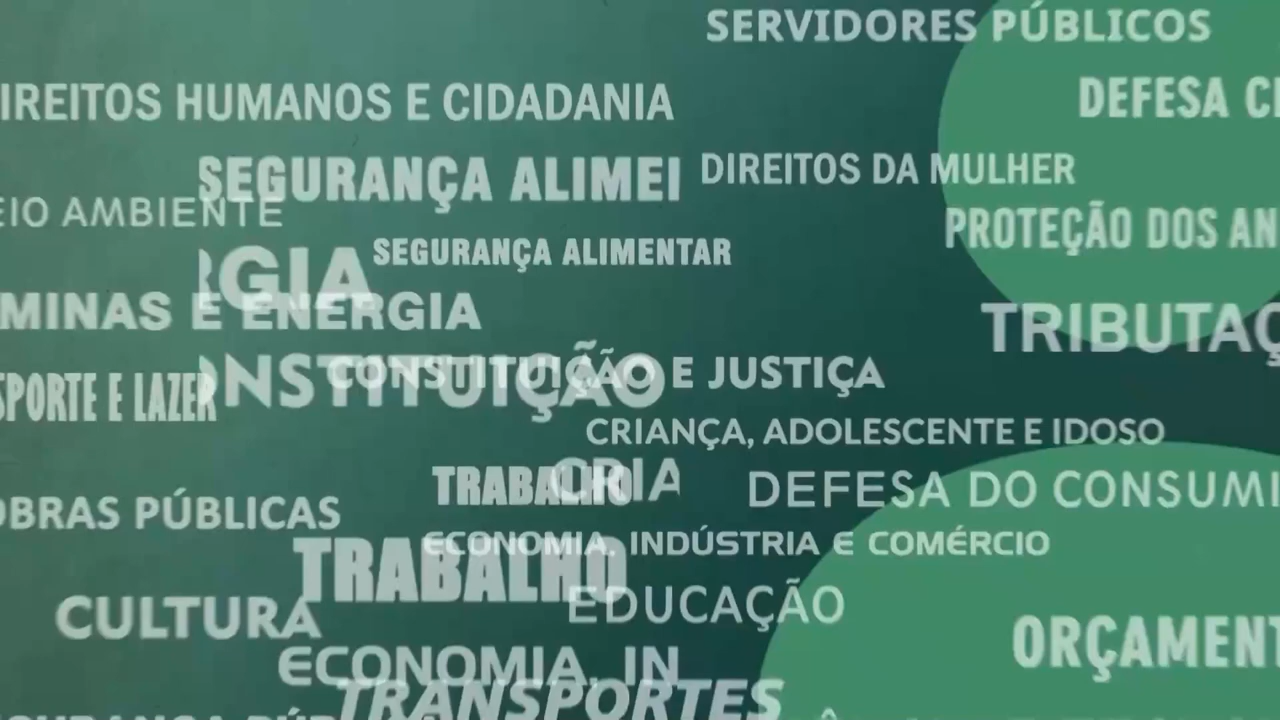 SERVIDORES PÚBLICOS
IREITOS HUMANOS E CIDADANIA
DEFESA
SEGURANÇA ALIMEI
DIREITOS DA MULHER
EIO AMBIENTE
PROTEÇÃO DOS AN
SEGURANÇA ALIMENTAR
RGIA
MINAS E ENERGIA
TRIBUTAÇ
CONSTITUIÇÃO E JUSTIÇA
NSTITUIÇÃO
SPORTE E LAZER
CRIANÇA, ADOLESCENTE E IDOSO
CRIA
TRABALHO
DEFESA DO CONSUMI
OBRAS PÚBLICAS
ECONOMIA, INDÚSTRIA E COMÉRCIO
TRABALHO
EDUCAÇÃO
CULTURA
ORÇAMENT
ECONOMIA, IN
TRANSPORTES